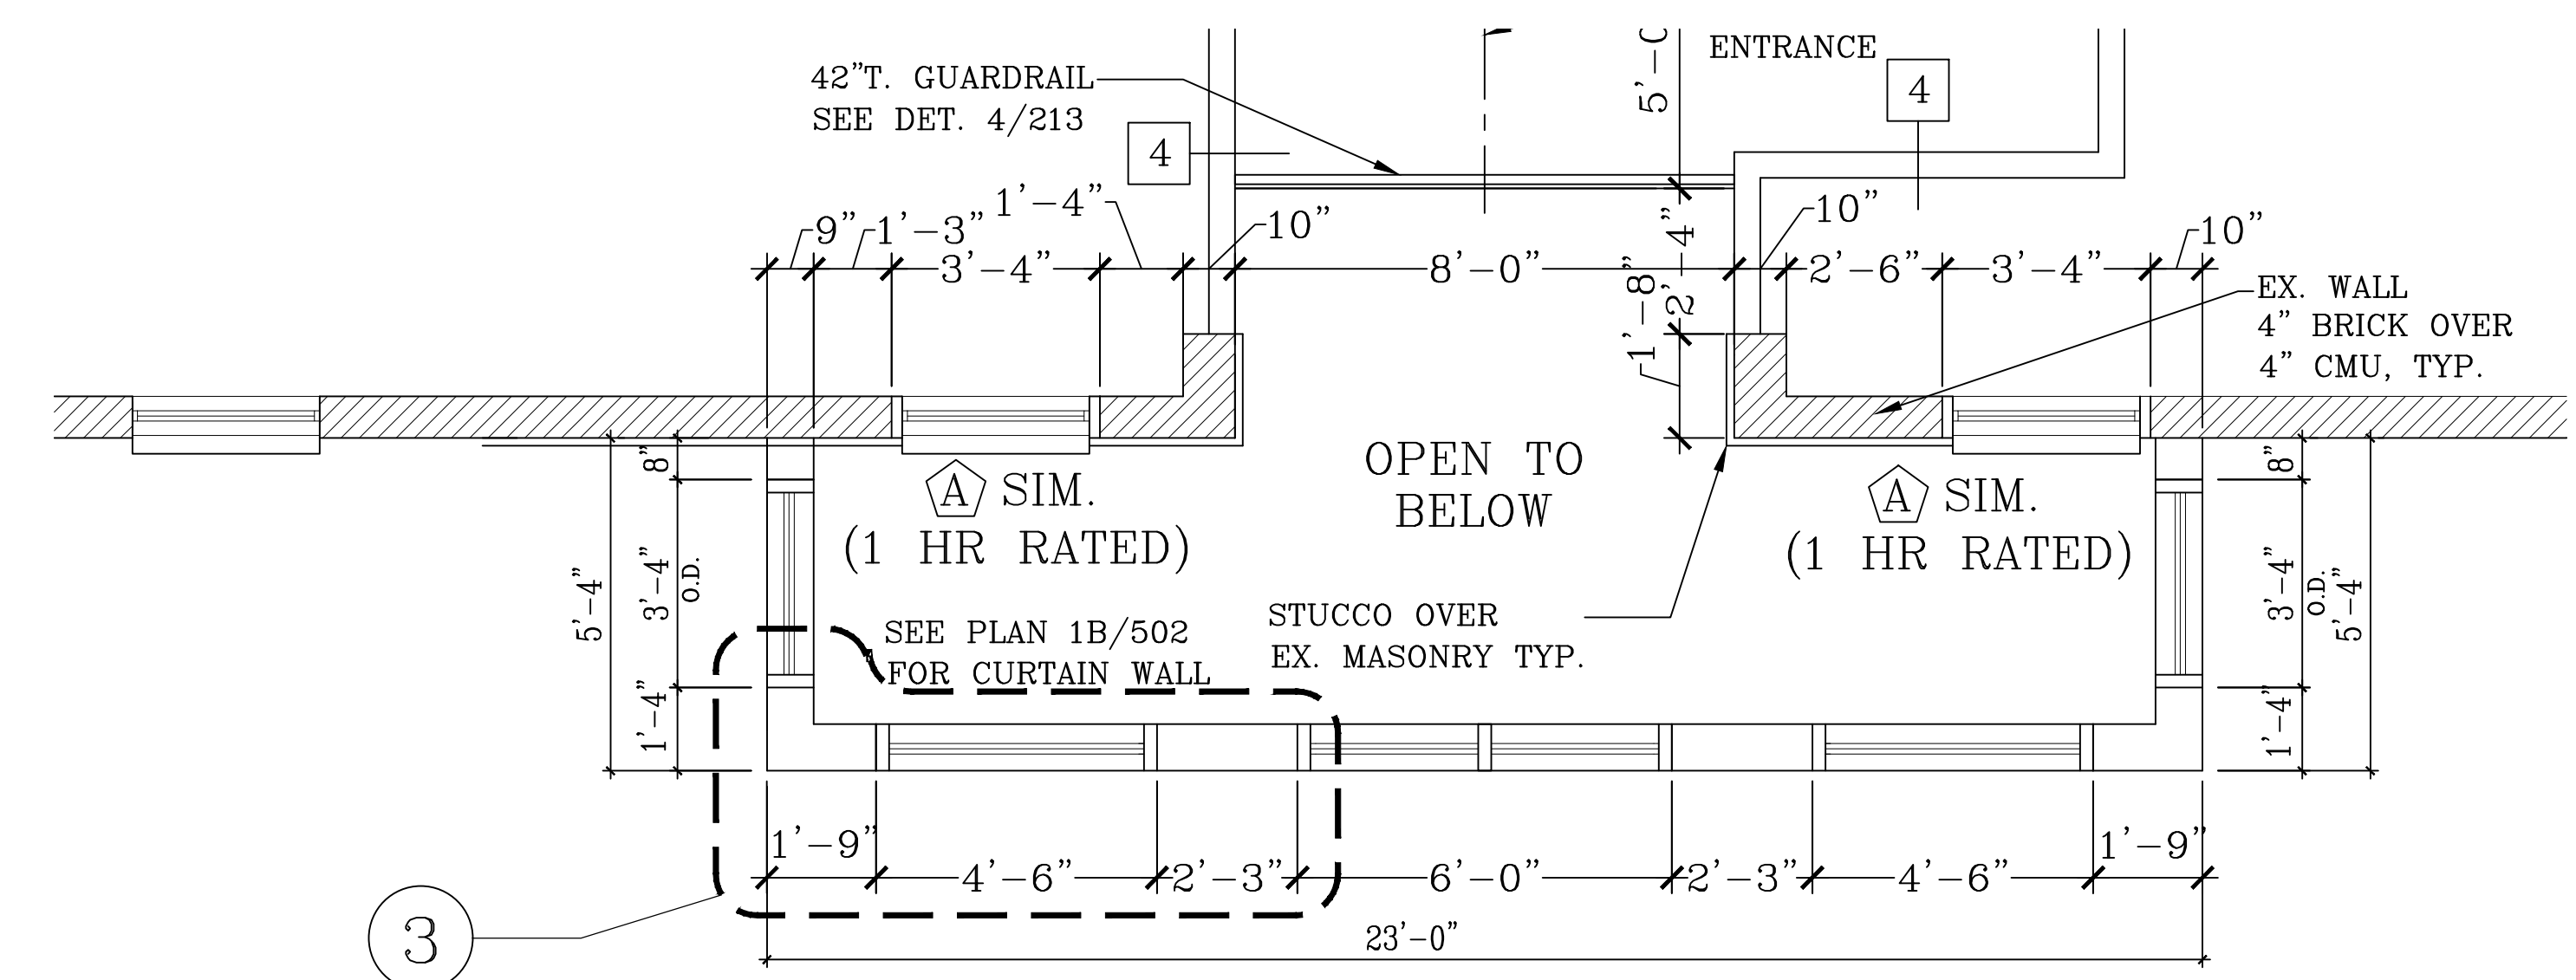 ENTRANCE
42"T. GUARDRAIL
SEE DET. 4/213
4
4
5'-0
9"
1'-3"
1'-4"
10"
10"
10"
3'-4"
8'-0"
2'-4"
1'-8"
2'-6"
3'-4"
EX. WALL
4" BRICK OVER
4" CMU, TYP.
OPEN TO
BELOW
A SIM.
(1 HR RATED)
A SIM.
(1 HR RATED)
8"
3'-4"
O.D.
5'-4"
1'-4"
8"
3'-4"
O.D.
5'-4"
1'-4"
SEE PLAN 1B/502
FOR CURTAIN WALL
STUCCO OVER
EX. MASONRY TYP.
1'-9"
4'-6"
2'-3"
6'-0"
2'-3"
4'-6"
1'-9"
23'-0"
3